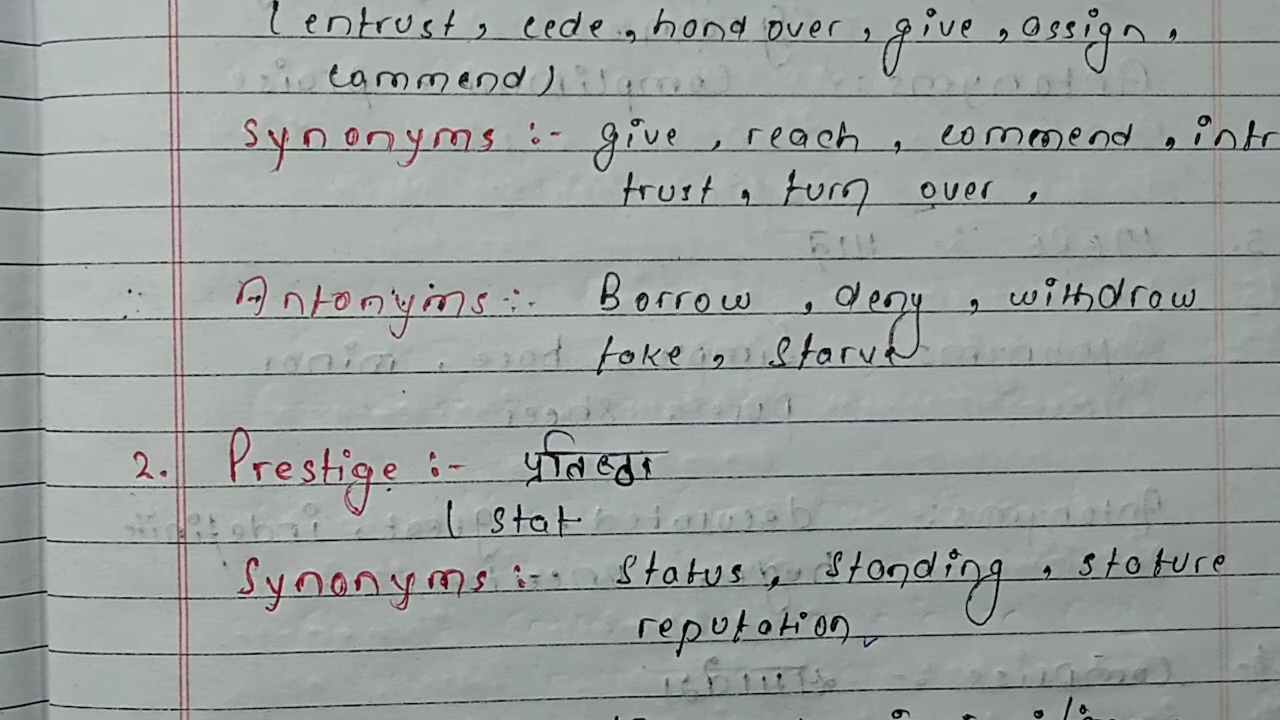 ( entrust, cede, hand over, give, assign,
commend)
Synonyms :- give, reach, commend, intr
trust, turn over,
Antonyms :- Borrow, deny, withdraw
take, starve
2. Prestige :- प्रतिष्ठा
( stat
Synonyms :- status, standing, stature
reputation